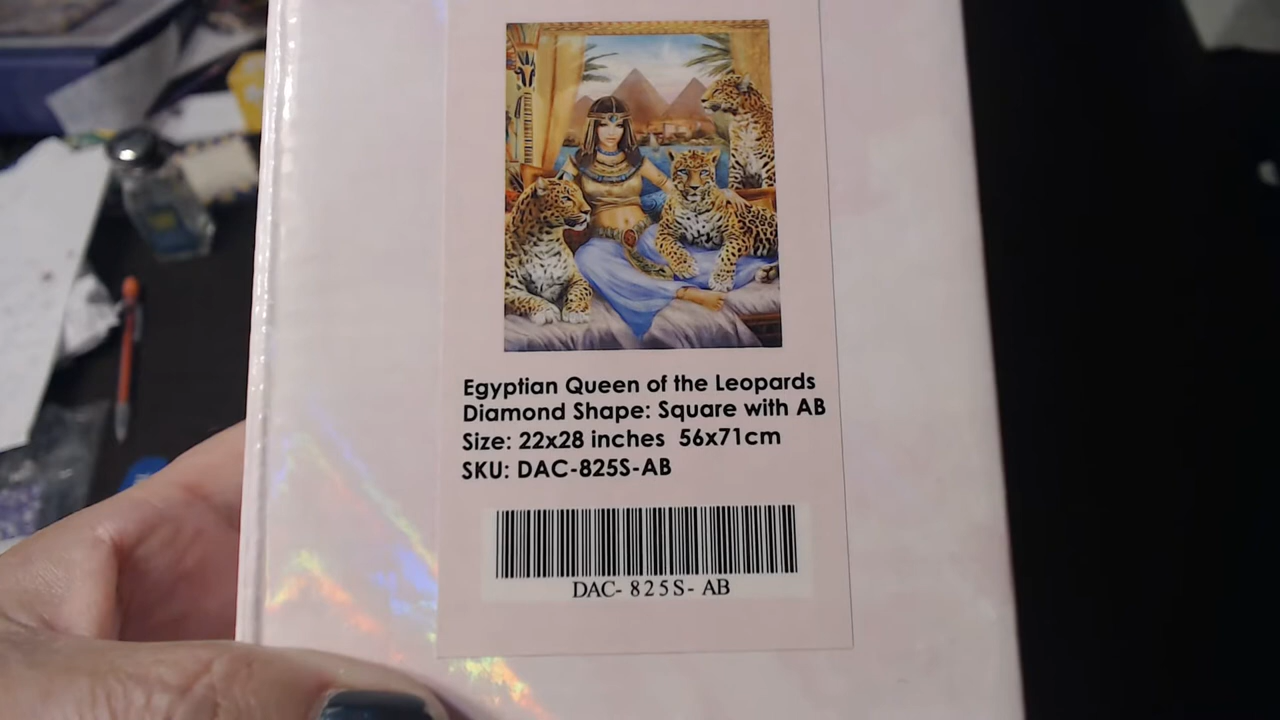 Egyptian Queen of the Leopards
Diamond Shape: Square with AB
Size: 22x28 inches 56x71cm
SKU: DAC-825S-AB
DAC- 825S- AB